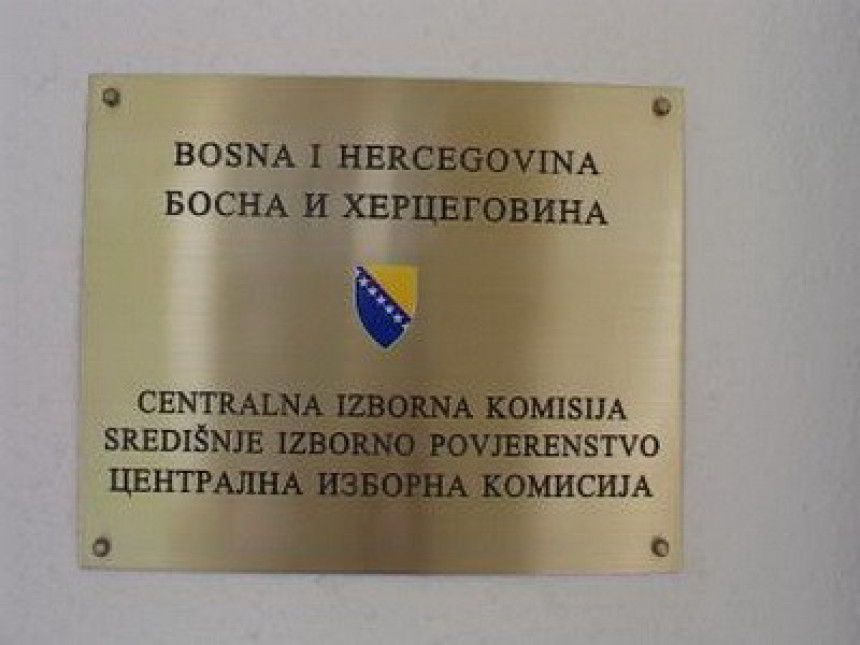 BOSNA I HERCEGOVINA
БОСНА И ХЕРЦЕГОВИНА
CENTRALNA IZBORNA KOMISIJA
SREDIŠNJE IZBORNO POVJERENSTVO
ЦЕНТРАЛНА ИЗБОРНА КОМИСИЈА